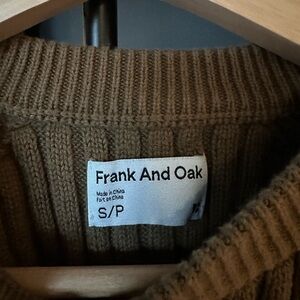 Frank And Oak
Made in China
Fait en Chine
S/P